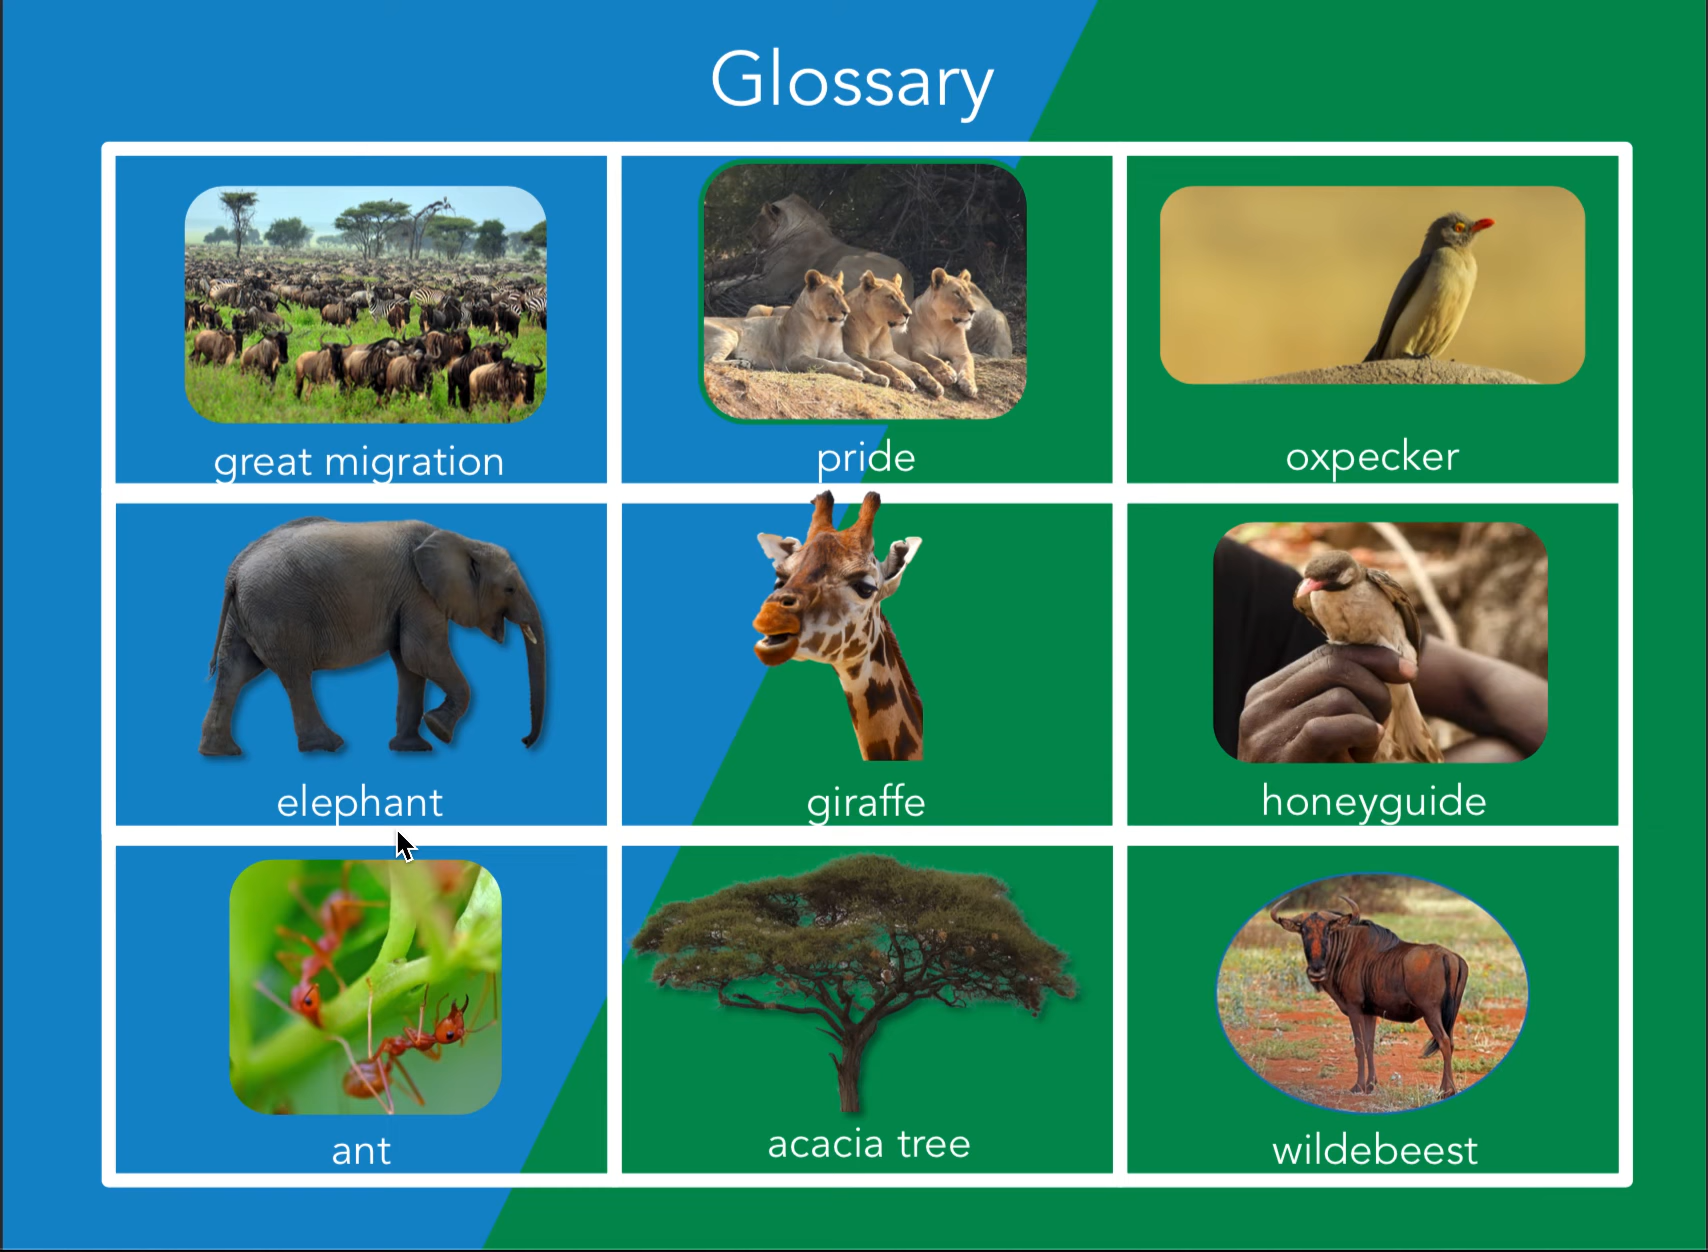 Glossary
great migration
pride
oxpecker
elephant
giraffe
honeyguide
ant
acacia tree
wildebeest